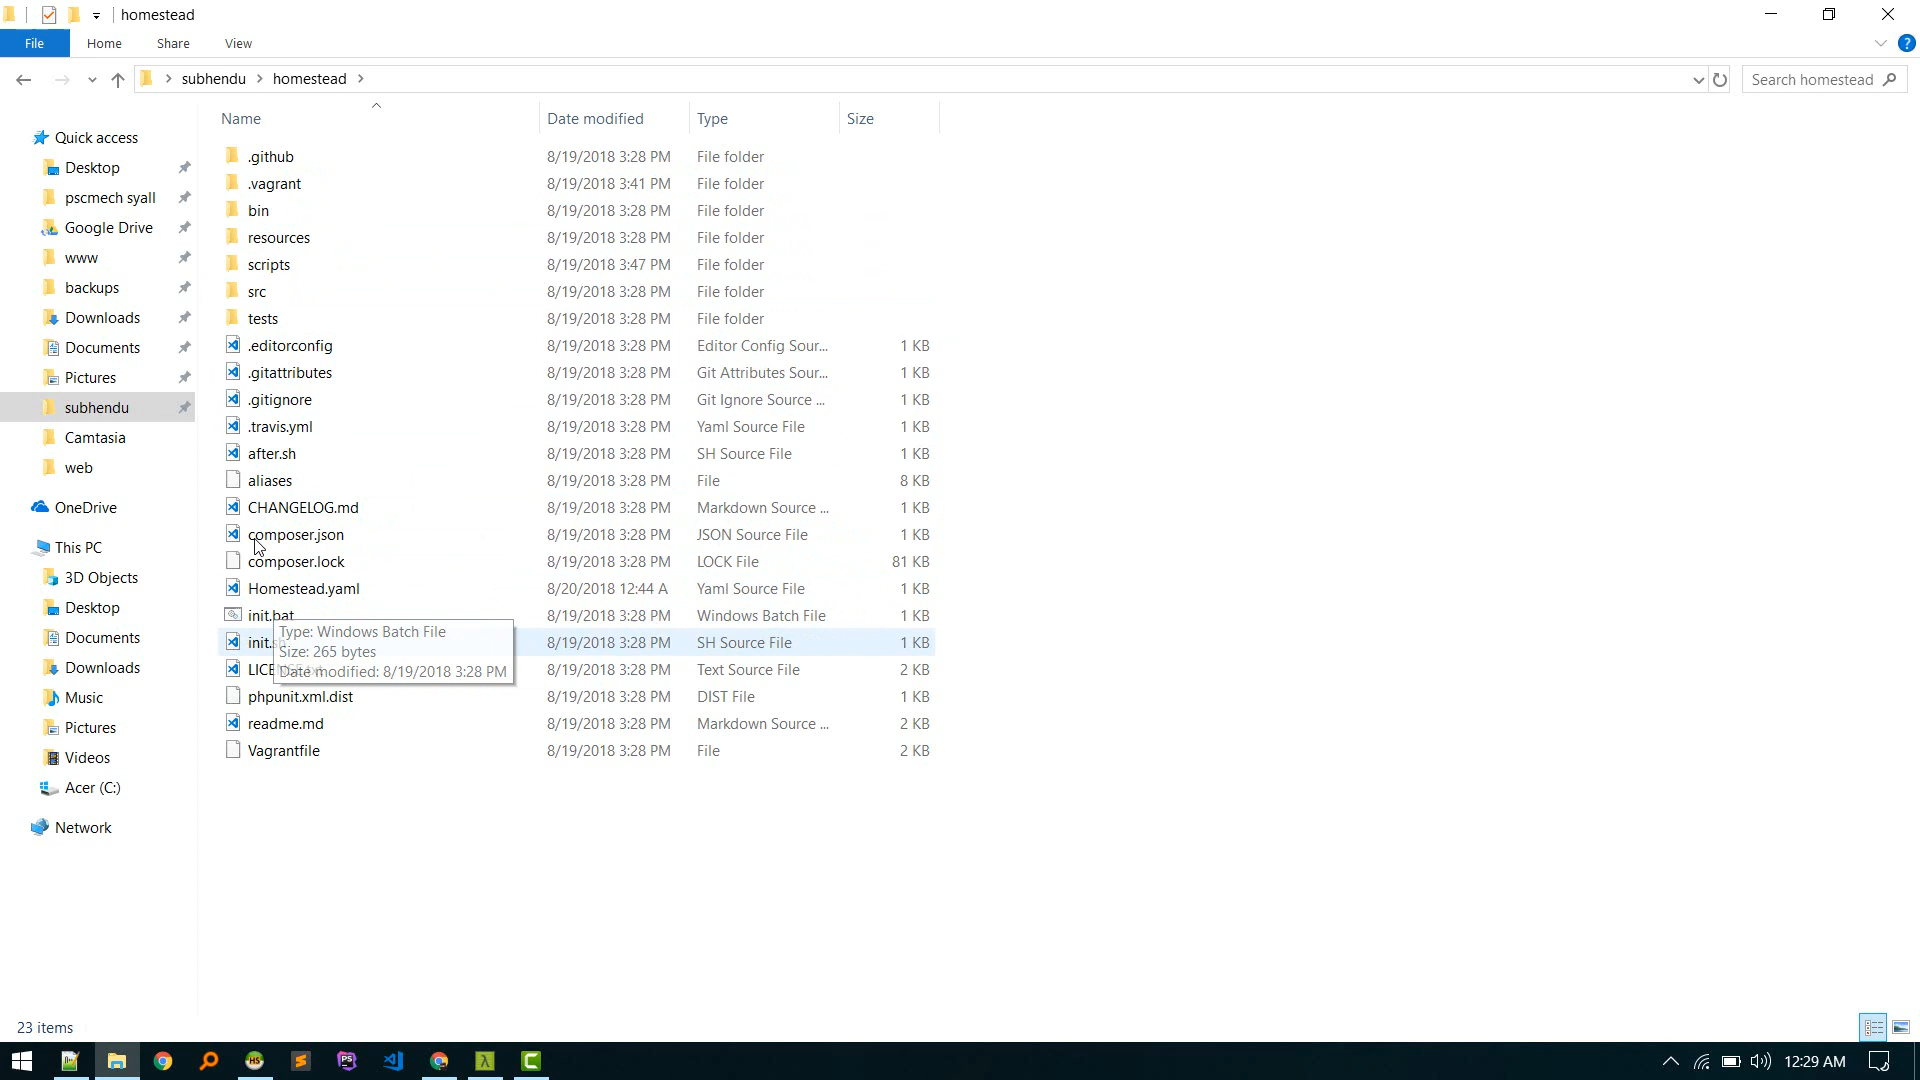 homestead
File Home Share View
subhendu homestead
Search homestead
Name Date modified Type Size
Quick access
Desktop
pscmech syall
Google Drive
www
backups
Downloads
Documents
Pictures
subhendu
Camtasia
web
OneDrive
This PC
3D Objects
Desktop
Documents
Downloads
Music
Pictures
Videos
Acer (C:)
Network
.github 8/19/2018 3:28 PM File folder
.vagrant 8/19/2018 3:41 PM File folder
bin 8/19/2018 3:28 PM File folder
resources 8/19/2018 3:28 PM File folder
scripts 8/19/2018 3:47 PM File folder
src 8/19/2018 3:28 PM File folder
tests 8/19/2018 3:28 PM File folder
.editorconfig 8/19/2018 3:28 PM Editor Config Sour... 1 KB
.gitattributes 8/19/2018 3:28 PM Git Attributes Sour... 1 KB
.gitignore 8/19/2018 3:28 PM Git Ignore Source ... 1 KB
.travis.yml 8/19/2018 3:28 PM Yaml Source File 1 KB
after.sh 8/19/2018 3:28 PM SH Source File 1 KB
aliases 8/19/2018 3:28 PM File 8 KB
CHANGELOG.md 8/19/2018 3:28 PM Markdown Source ... 1 KB
composer.json 8/19/2018 3:28 PM JSON Source File 1 KB
composer.lock 8/19/2018 3:28 PM LOCK File 81 KB
Homestead.yaml 8/20/2018 12:44 A Yaml Source File 1 KB
init.bat 8/19/2018 3:28 PM Windows Batch File 1 KB
init.s 8/19/2018 3:28 PM SH Source File 1 KB
LICE 8/19/2018 3:28 PM Text Source File 2 KB
phpunit.xml.dist 8/19/2018 3:28 PM DIST File 1 KB
readme.md 8/19/2018 3:28 PM Markdown Source ... 2 KB
Vagrantfile 8/19/2018 3:28 PM File 2 KB
Type: Windows Batch File
Size: 265 bytes
Date modified: 8/19/2018 3:28 PM
23 items
12:29 AM